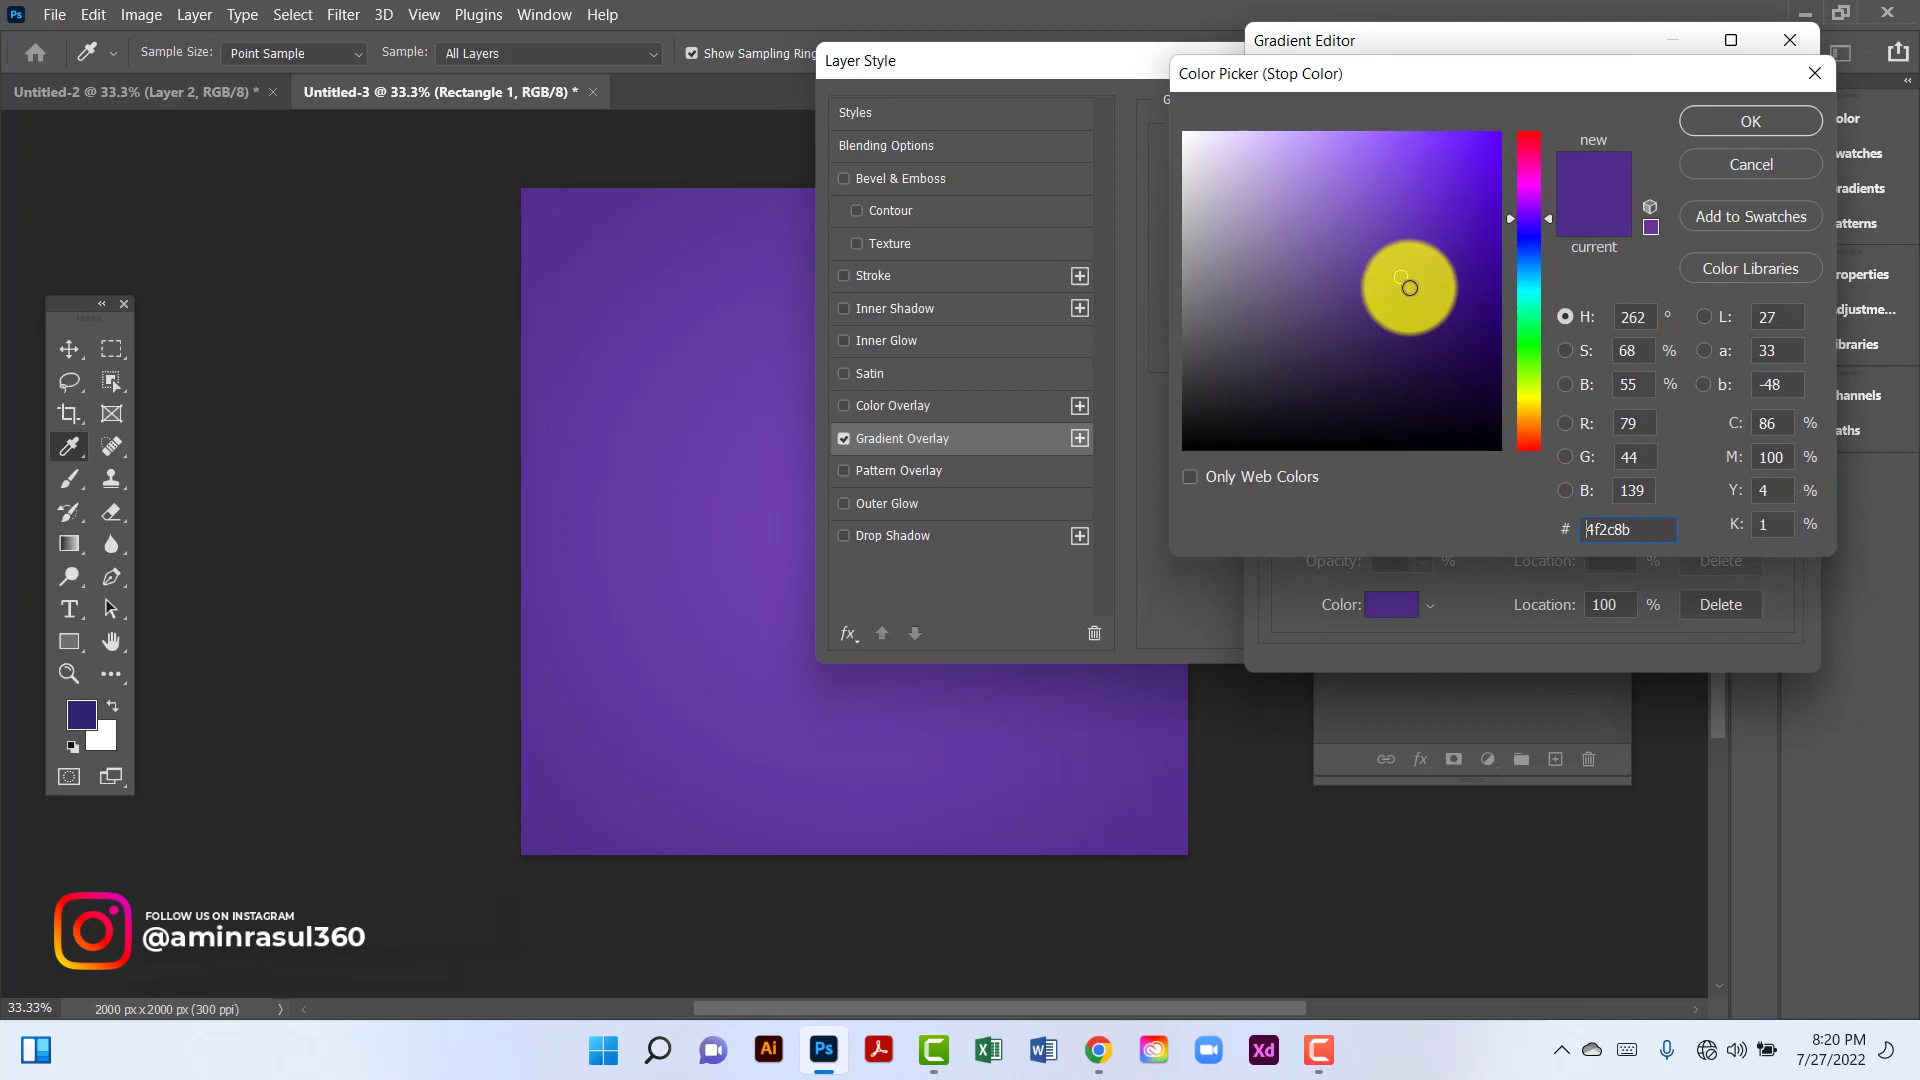 Ps File Edit Image Layer Type Select Filter 3D View Plugins Window Help
Sample Size: Point Sample Sample: All Layers Show Sampling Ring
Untitled-2 @ 33.3% (Layer 2, RGB/8) * Untitled-3 @ 33.3% (Rectangle 1, RGB/8) *
Gradient Editor
Layer Style
Styles
Blending Options
Bevel & Emboss
Contour
Texture
Stroke
Inner Shadow
Inner Glow
Satin
Color Overlay
Gradient Overlay
Pattern Overlay
Outer Glow
Drop Shadow
fx
G
Color Picker (Stop Color)
new
current
OK
Cancel
Add to Swatches
Color Libraries
H: 262 ° L: 27
S: 68 % a: 33
B: 55 % b: -48
R: 79 C: 86 %
G: 44 M: 100 %
B: 139 Y: 4 %
# 4f2c8b K: 1 %
Only Web Colors
Opacity: % Location: % Delete
Color: Location: 100 % Delete
olor
watches
radients
atterns
roperties
djustme...
ibraries
hannels
aths
fx
FOLLOW US ON INSTAGRAM
@aminrasul360
33.33% 2000 px x 2000 px (300 ppi)
Ai Ps Xd
8:20 PM
7/27/2022